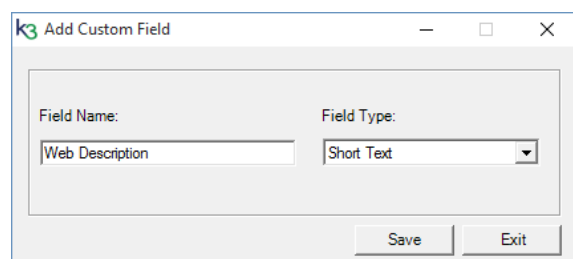 k3 Add Custom Field
Field Name: Field Type:
Web Description Short Text
Save Exit